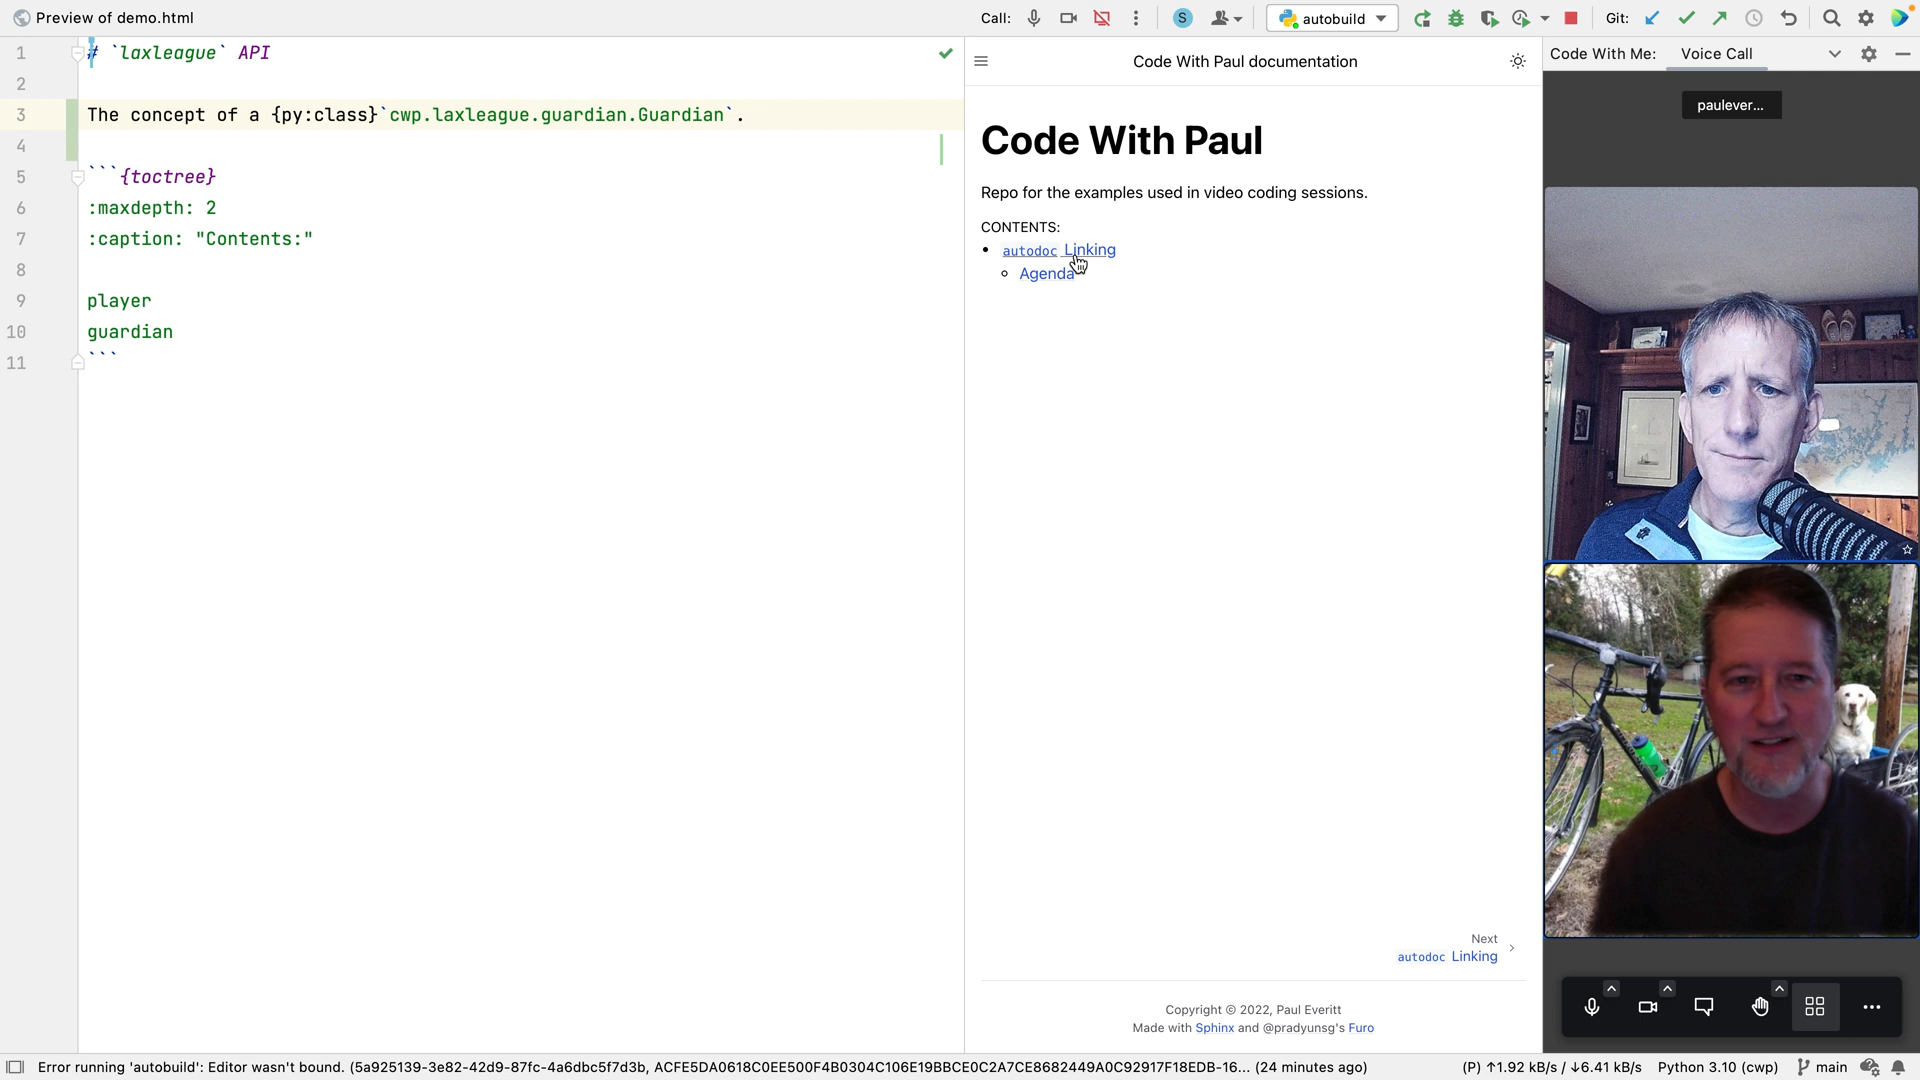 Preview of demo.html
Call:
S
autobuild
Git:
1 # `laxleague` API
2
3 The concept of a {py:class}`cwp.laxleague.guardian.Guardian`.
4
5 ```{toctree}
6 :maxdepth: 2
7 :caption: "Contents:"
8
9 player
10 guardian
11 ```
Code With Paul documentation
Code With Paul
Repo for the examples used in video coding sessions.
CONTENTS:
autodoc Linking
Agenda
Next
autodoc Linking
Copyright © 2022, Paul Everitt
Made with Sphinx and @pradyunsg's Furo
Code With Me:
Voice Call
paulever...
Error running 'autobuild': Editor wasn't bound. (5a925139-3e82-42d9-87fc-4a6dbc5f7d3b, ACFE5DA0618C0EE500F4B0304C106E19BBCE0C2A7CE8682449A0C92917F18EDB-16... (24 minutes ago)
(P) ↑1.92 kB/s / ↓6.41 kB/s
Python 3.10 (cwp)
main